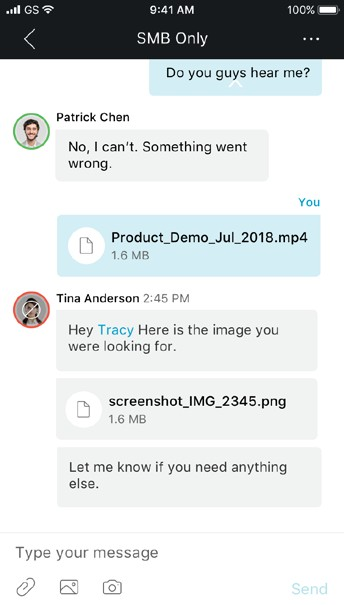 GS 9:41 AM 100%
SMB Only
Do you guys hear me?
Patrick Chen
No, I can't. Something went
wrong.
You
Product_Demo_Jul_2018.mp4
1.6 MB
Tina Anderson 2:45 PM
Hey Tracy Here is the image you
were looking for.
screenshot_IMG_2345.png
1.6 MB
Let me know if you need anything
else.
Type your message
Send